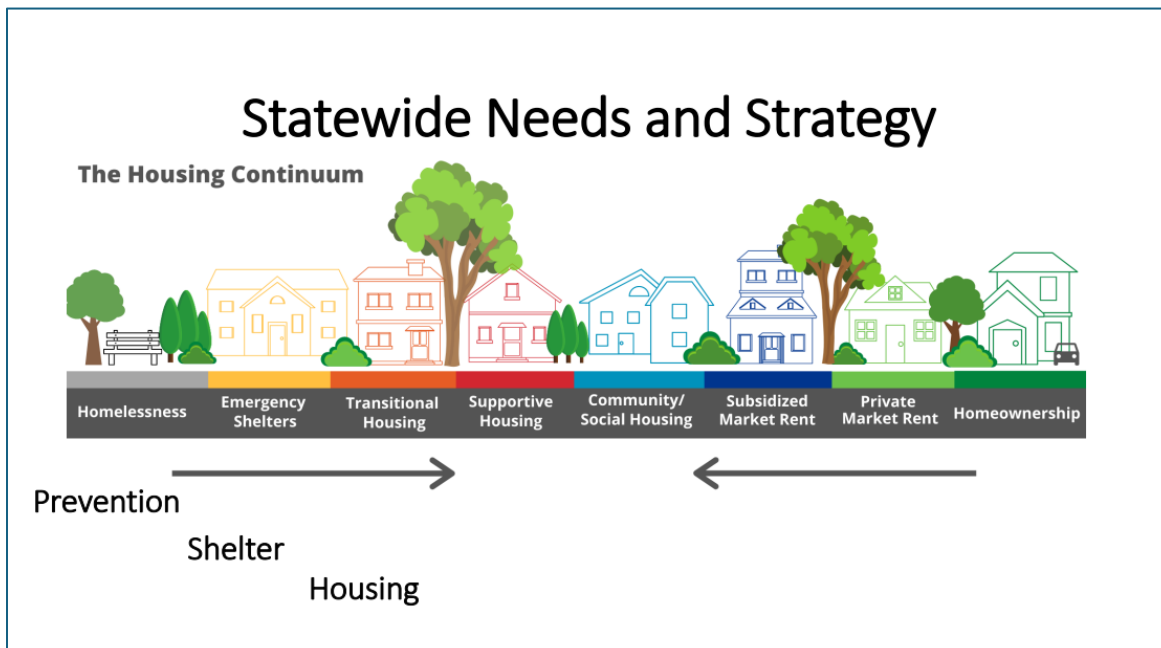 Statewide Needs and Strategy
The Housing Continuum
Homelessness
Emergency
Shelters
Transitional
Housing
Supportive
Housing
Community/
Social Housing
Subsidized
Market Rent
Private
Market Rent
Homeownership
Prevention
Shelter
Housing